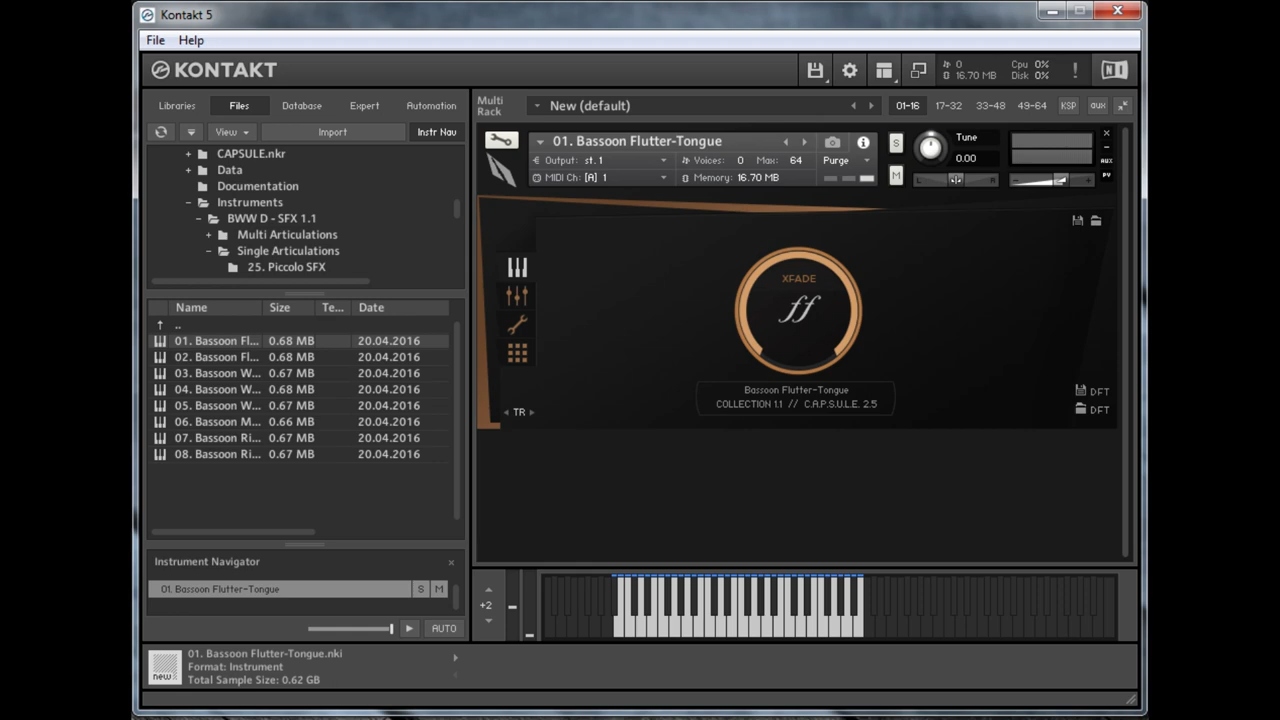 Kontakt 5
File Help
KONTAKT
0
16.70 MB
Cpu 0%
Disk 0%
!
Libraries Files Database Expert Automation
View Import Instr Nav
CAPSULE.nkr
Data
Documentation
Instruments
BWW D - SFX 1.1
Multi Articulations
Single Articulations
25. Piccolo SFX
Name Size Te... Date
..
01. Bassoon Fl... 0.68 MB 20.04.2016
02. Bassoon Fl... 0.68 MB 20.04.2016
03. Bassoon W... 0.67 MB 20.04.2016
04. Bassoon W... 0.68 MB 20.04.2016
05. Bassoon W... 0.67 MB 20.04.2016
06. Bassoon M... 0.66 MB 20.04.2016
07. Bassoon Ri... 0.67 MB 20.04.2016
08. Bassoon Ri... 0.67 MB 20.04.2016
Instrument Navigator
01. Bassoon Flutter-Tongue S M
AUTO
new
01. Bassoon Flutter-Tongue.nki
Format: Instrument
Total Sample Size: 0.62 GB
Multi Rack
New (default) 01-16 17-32 33-48 49-64 KSP aux
01. Bassoon Flutter-Tongue
Output: st.1 Voices: 0 Max: 64 Purge
MIDI Ch: [A] 1 Memory: 16.70 MB
S
M
Tune
0.00
L R
- +
AUX
PV
XFADE
ff
Bassoon Flutter-Tongue
COLLECTION 1.1 // C.A.P.S.U.L.E. 2.5
TR
DFT
DFT
+2